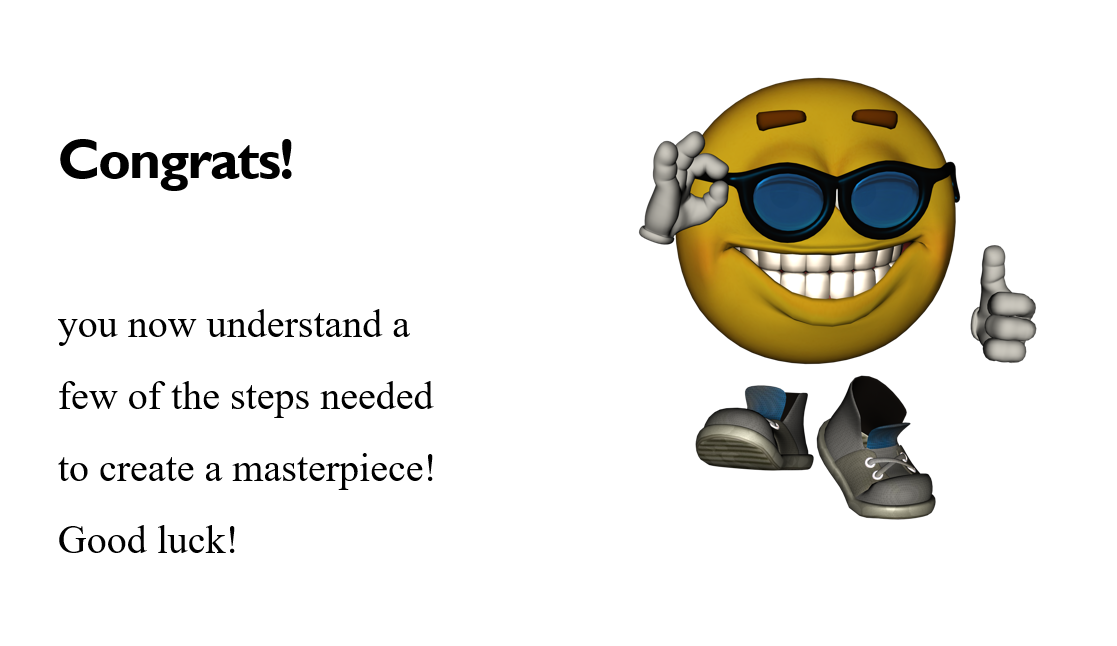 Congrats!
you now understand a
few of the steps needed
to create a masterpiece!
Good luck!